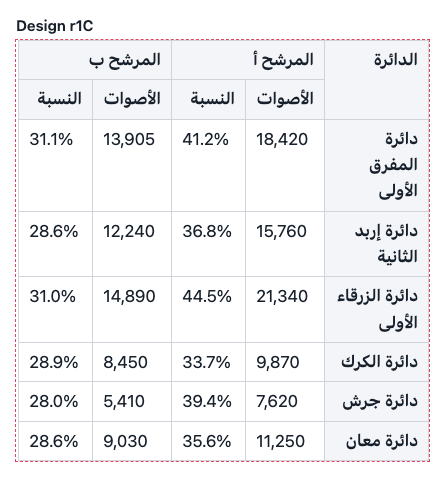 Design r1C
الدائرة المرشح أ المرشح ب
الأصوات النسبة الأصوات النسبة
دائرة 18,420 41.2% 13,905 31.1%
المفرق
الأولى
دائرة إربد 15,760 36.8% 12,240 28.6%
الثانية
دائرة الزرقاء 21,340 44.5% 14,890 31.0%
الأولى
دائرة الكرك 9,870 33.7% 8,450 28.9%
دائرة جرش 7,620 39.4% 5,410 28.0%
دائرة معان 11,250 35.6% 9,030 28.6%